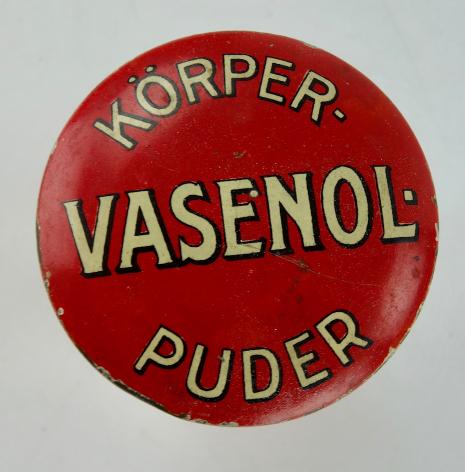 KÖRPER-
VASENOL-
PUDER